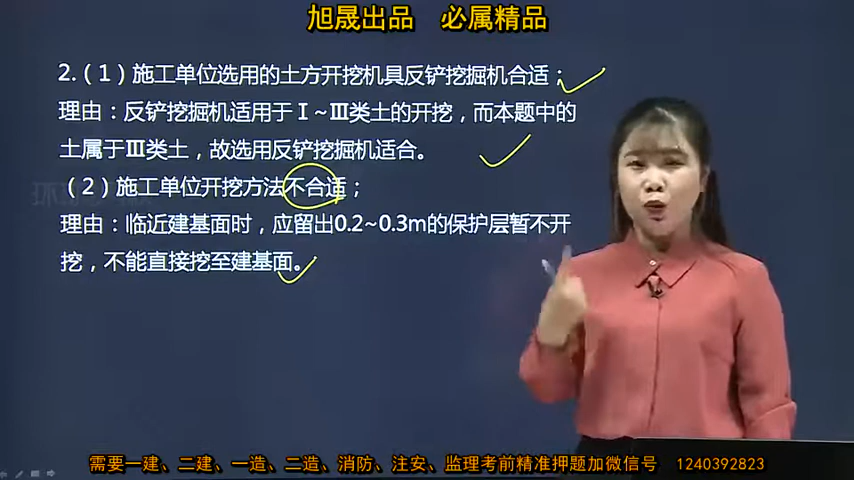 旭晟出品 必属精品
2.（1）施工单位选用的土方开挖机具反铲挖掘机合适；
理由：反铲挖掘机适用于Ⅰ~Ⅲ类土的开挖，而本题中的
土属于Ⅲ类土，故选用反铲挖掘机适合。
（2）施工单位开挖方法不合适；
理由：临近建基面时，应留出0.2~0.3m的保护层暂不开
挖，不能直接挖至建基面。
需要一建、二建、一造、二造、消防、注安、监理考前精准押题加微信号 1240392823